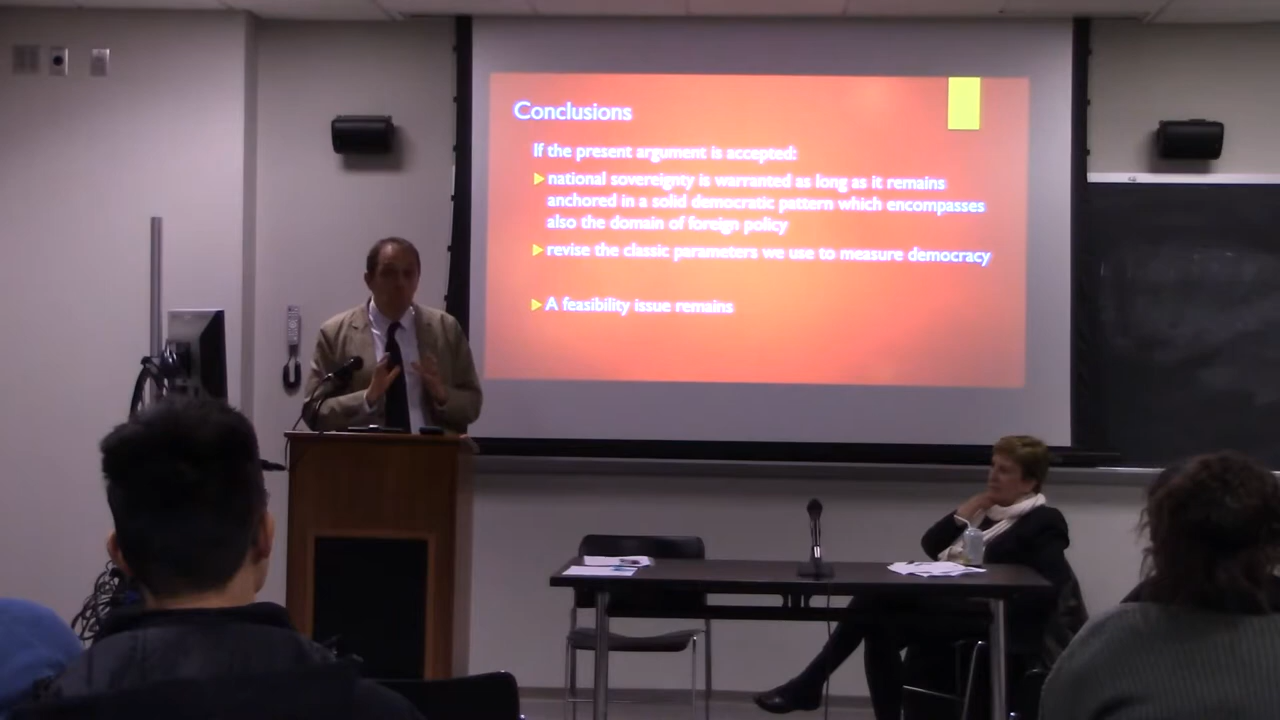 Conclusions
If the present argument is accepted:
national sovereignty is warranted as long as it remains
anchored in a solid democratic pattern which encompasses
also the domain of foreign policy
revise the classic parameters we use to measure democracy
A feasibility issue remains